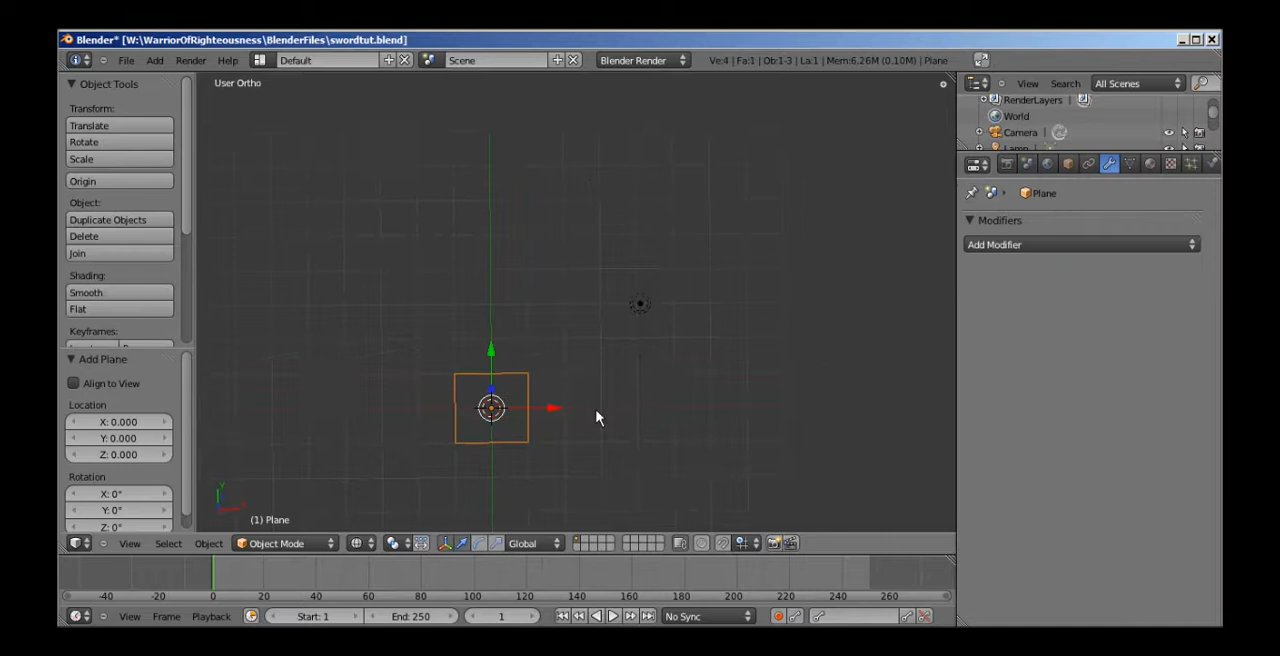 Blender* [W:\WarriorOfRighteousness\BlenderFiles\swordtut.blend]
File Add Render Help Default Scene Blender Render Ve:4 | Fa:1 | Ob:1-3 | La:1 | Mem:6.26M (0.10M) | Plane
Object Tools
Transform:
Translate
Rotate
Scale
Origin
Object:
Duplicate Objects
Delete
Join
Shading:
Smooth
Flat
Keyframes:
Add Plane
Align to View
Location
X: 0.000
Y: 0.000
Z: 0.000
Rotation
X: 0°
Y: 0°
Z: 0°
User Ortho
y
(1) Plane
View Select Object Object Mode Global
View Search All Scenes
RenderLayers
World
Camera
Lamp
Plane
Modifiers
Add Modifier
-40 -20 0 20 40 60 80 100 120 140 160 180 200 220 240 260
View Frame Playback Start: 1 End: 250 1 No Sync